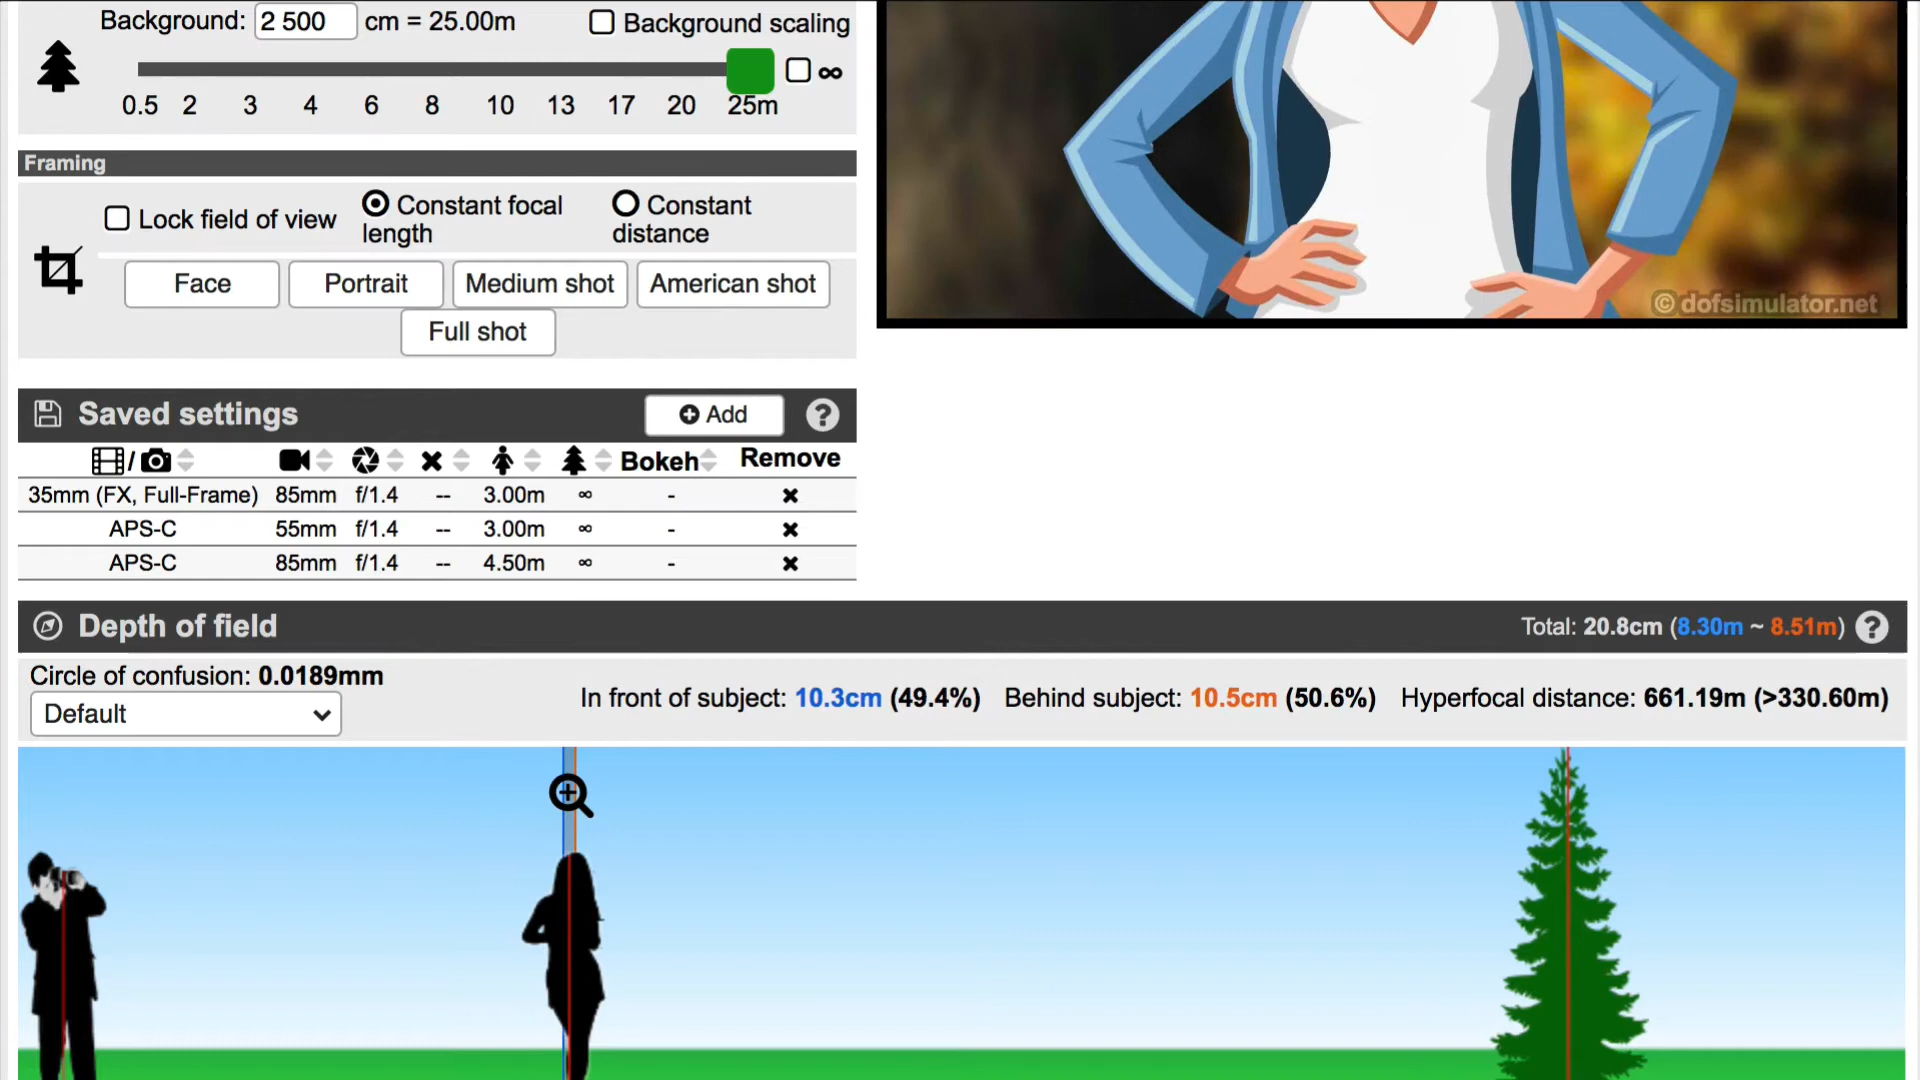 Background: 2 500 cm = 25.00m Background scaling
∞
0.5 2 3 4 6 8 10 13 17 20 25m
Framing
Lock field of view Constant focal length Constant distance
Face Portrait Medium shot American shot
Full shot
© dofsimulator.net
Saved settings Add ?
/ Bokeh Remove
35mm (FX, Full-Frame) 85mm f/1.4 -- 3.00m ∞ -
APS-C 55mm f/1.4 -- 3.00m ∞ -
APS-C 85mm f/1.4 -- 4.50m ∞ -
Depth of field Total: 20.8cm (8.30m ~ 8.51m) ?
Circle of confusion: 0.0189mm
Default
In front of subject: 10.3cm (49.4%) Behind subject: 10.5cm (50.6%) Hyperfocal distance: 661.19m (>330.60m)